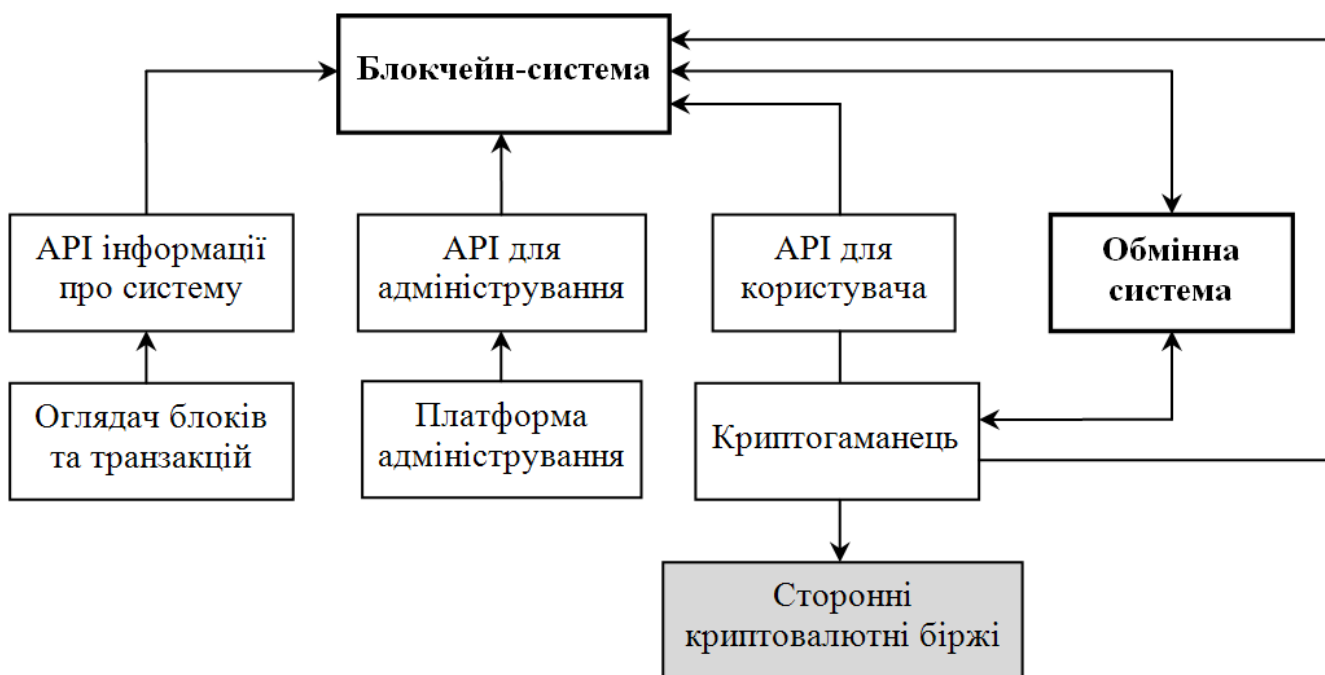 Блокчейн-система
API інформації
про систему
API для
адміністрування
API для
користувача
Обмінна
система
Оглядач блоків
та транзакцій
Платформа
адміністрування
Криптогаманець
Сторонні
криптовалютні біржі